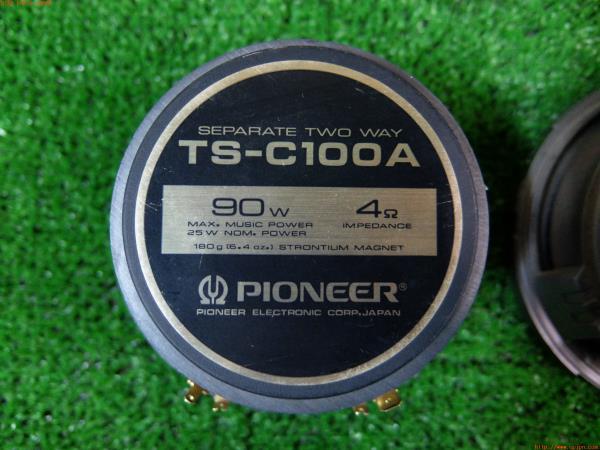 SEPARATE TWO WAY
TS-C100A
90W 4Ω
MAX. MUSIC POWER IMPEDANCE
25W NOM. POWER
180g (6.4 oz.) STRONTIUM MAGNET
PIONEER®
PIONEER ELECTRONIC CORP.JAPAN